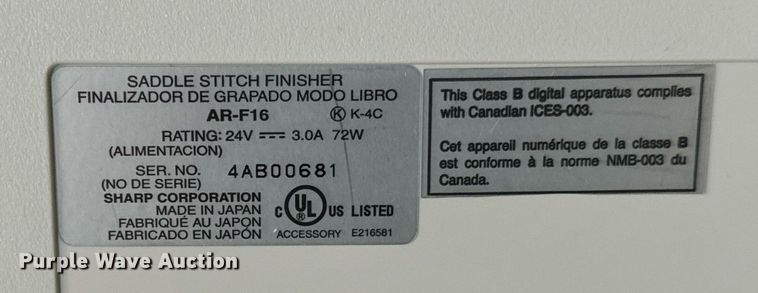 SADDLE STITCH FINISHER
FINALIZADOR DE GRAPADO MODO LIBRO
AR-F16 Ⓚ K-4C
RATING: 24V ⎓ 3.0A 72W
(ALIMENTACION)
SER. NO. 4AB00681
(NO DE SERIE)
SHARP CORPORATION
MADE IN JAPAN
FABRIQUÉ AU JAPON
FABRICADO EN JAPÓN
C UL ® US LISTED
ACCESSORY E216581
This Class B digital apparatus complies
with Canadian ICES-003.
Cet appareil numérique de la classe B
est conforme à la norme NMB-003 du
Canada.
Purple Wave Auction